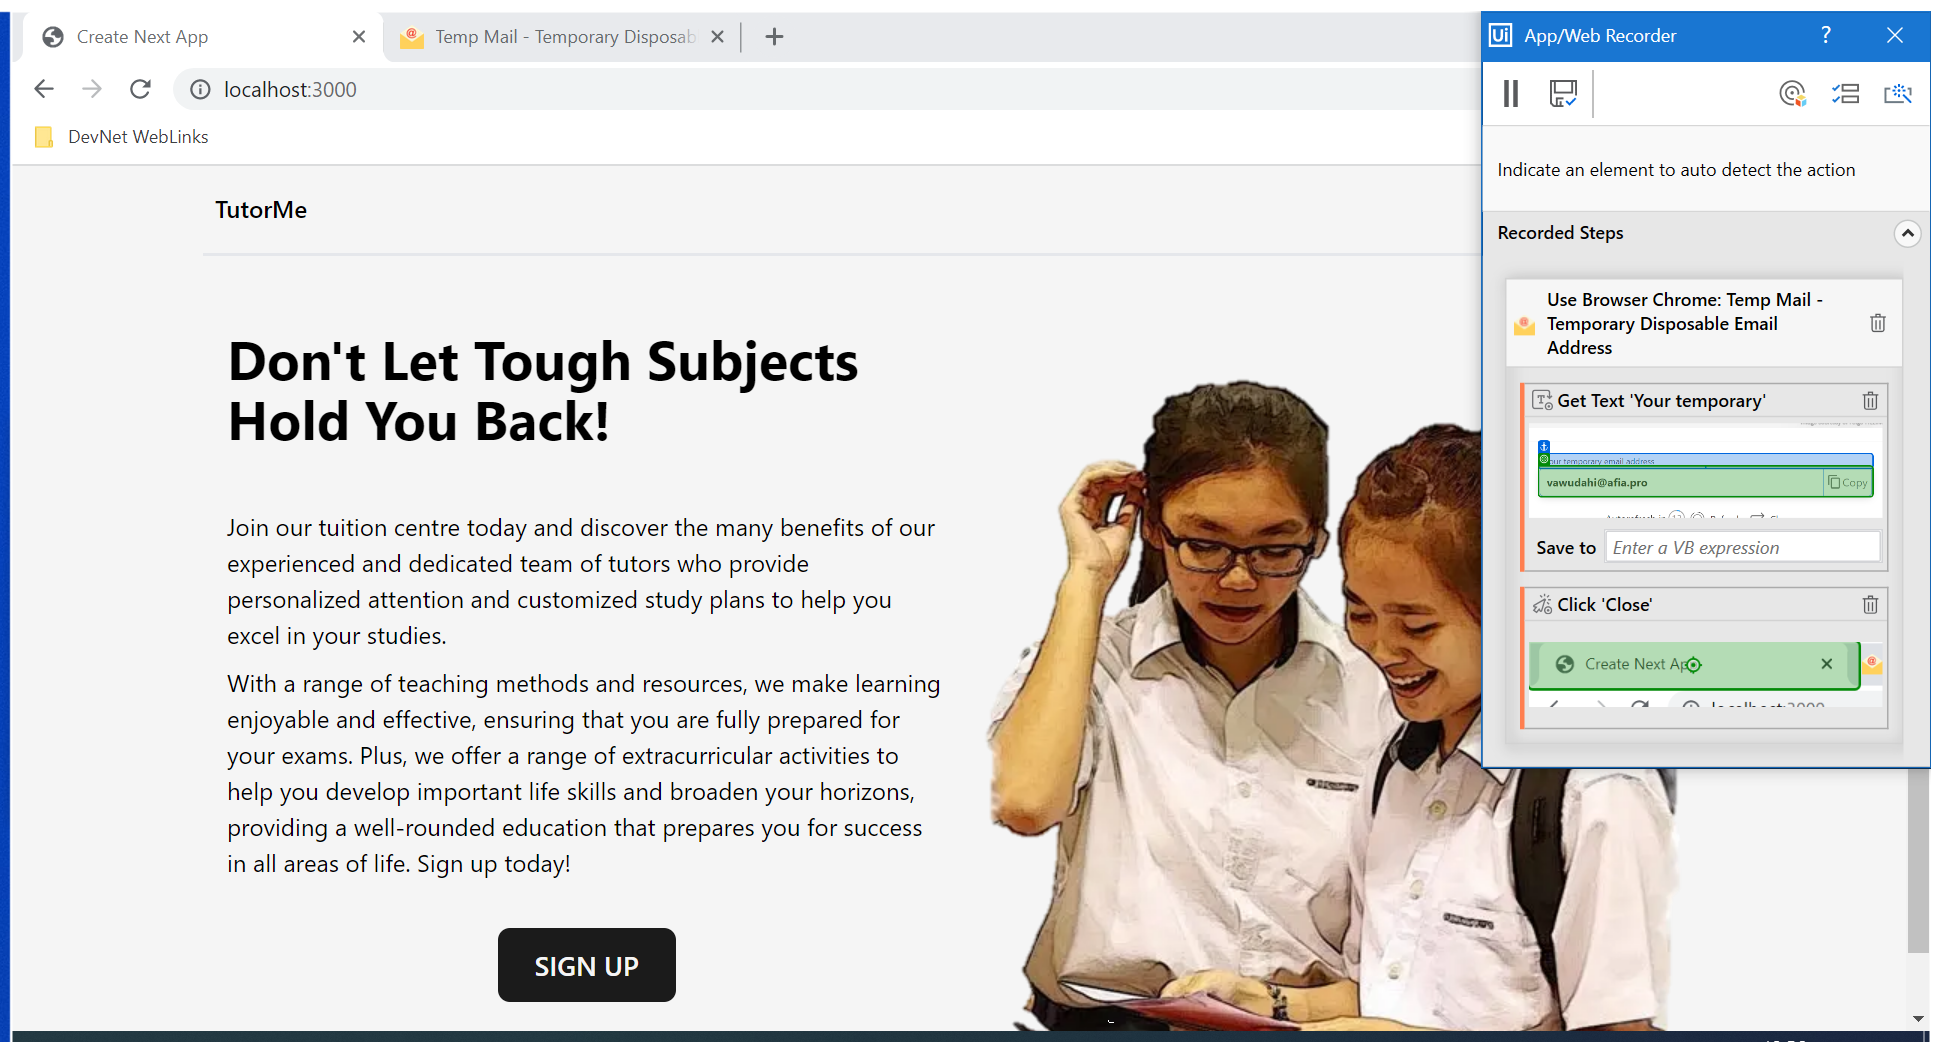 Create Next App
Temp Mail - Temporary Disposab
localhost:3000
DevNet WebLinks
TutorMe
Don't Let Tough Subjects
Hold You Back!
Join our tuition centre today and discover the many benefits of our
experienced and dedicated team of tutors who provide
personalized attention and customized study plans to help you
excel in your studies.
With a range of teaching methods and resources, we make learning
enjoyable and effective, ensuring that you are fully prepared for
your exams. Plus, we offer a range of extracurricular activities to
help you develop important life skills and broaden your horizons,
providing a well-rounded education that prepares you for success
in all areas of life. Sign up today!
SIGN UP
Ui App/Web Recorder ?
Indicate an element to auto detect the action
Recorded Steps
Use Browser Chrome: Temp Mail -
Temporary Disposable Email
Address
Get Text 'Your temporary'
our temporary email address
vawudahi@afia.pro Copy
Save to Enter a VB expression
Click 'Close'
Create Next Ap
localhost:3000